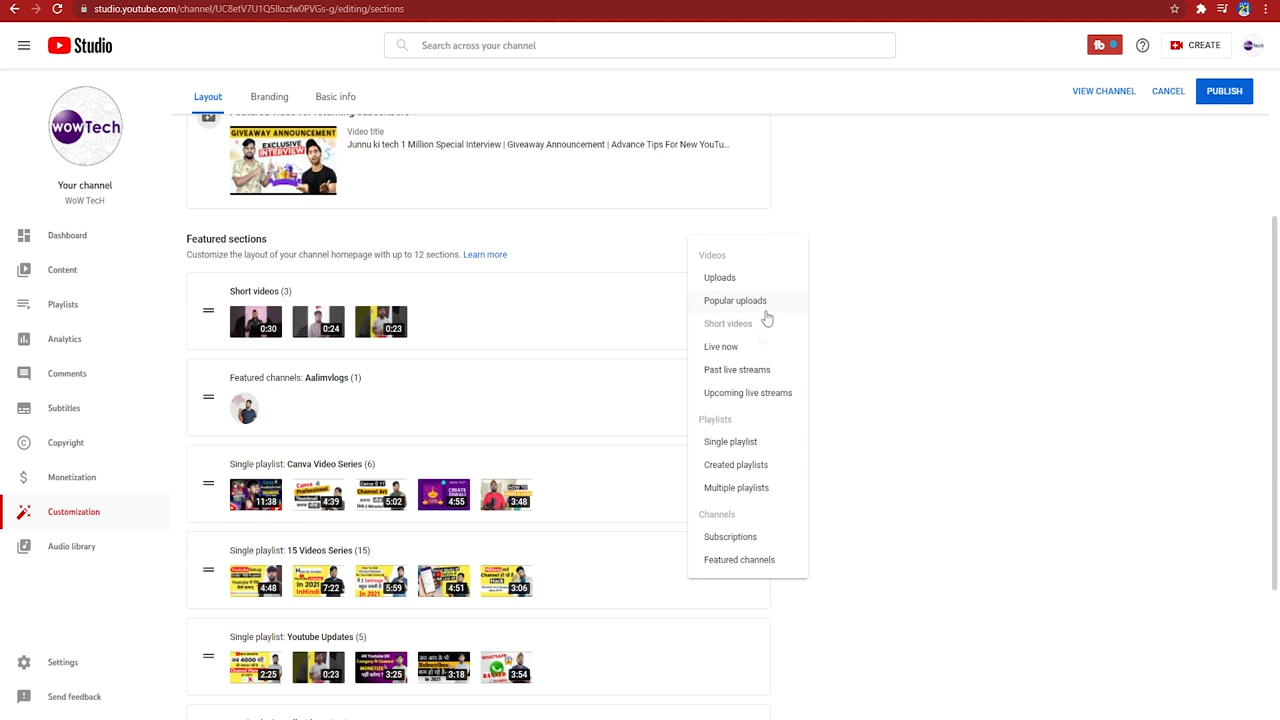 studio.youtube.com/channel/UC8etV7U1Q5Ilozfw0PVGs-g/editing/sections
Studio
Search across your channel
CREATE
wowTech
Your channel
WoW TecH
Dashboard
Content
Playlists
Analytics
Comments
Subtitles
Copyright
Monetization
Customization
Audio library
Settings
Send feedback
Layout
Branding
Basic info
VIEW CHANNEL
CANCEL
PUBLISH
GIVEAWAY ANNOUNCEMENT
EXCLUSIVE
INTERVIEW
Video title
Junnu ki tech 1 Million Special Interview | Giveaway Announcement | Advance Tips For New YouTu...
Featured sections
Customize the layout of your channel homepage with up to 12 sections. Learn more
Short videos (3)
0:30
0:24
0:23
Featured channels: Aalimvlogs (1)
Single playlist: Canva Video Series (6)
11:38
4:39
5:02
4:55
3:48
Single playlist: 15 Videos Series (15)
4:48
7:22
5:59
4:51
3:06
Single playlist: Youtube Updates (5)
2:25
0:23
3:25
3:18
3:54
Videos
Uploads
Popular uploads
Short videos
Live now
Past live streams
Upcoming live streams
Playlists
Single playlist
Created playlists
Multiple playlists
Channels
Subscriptions
Featured channels